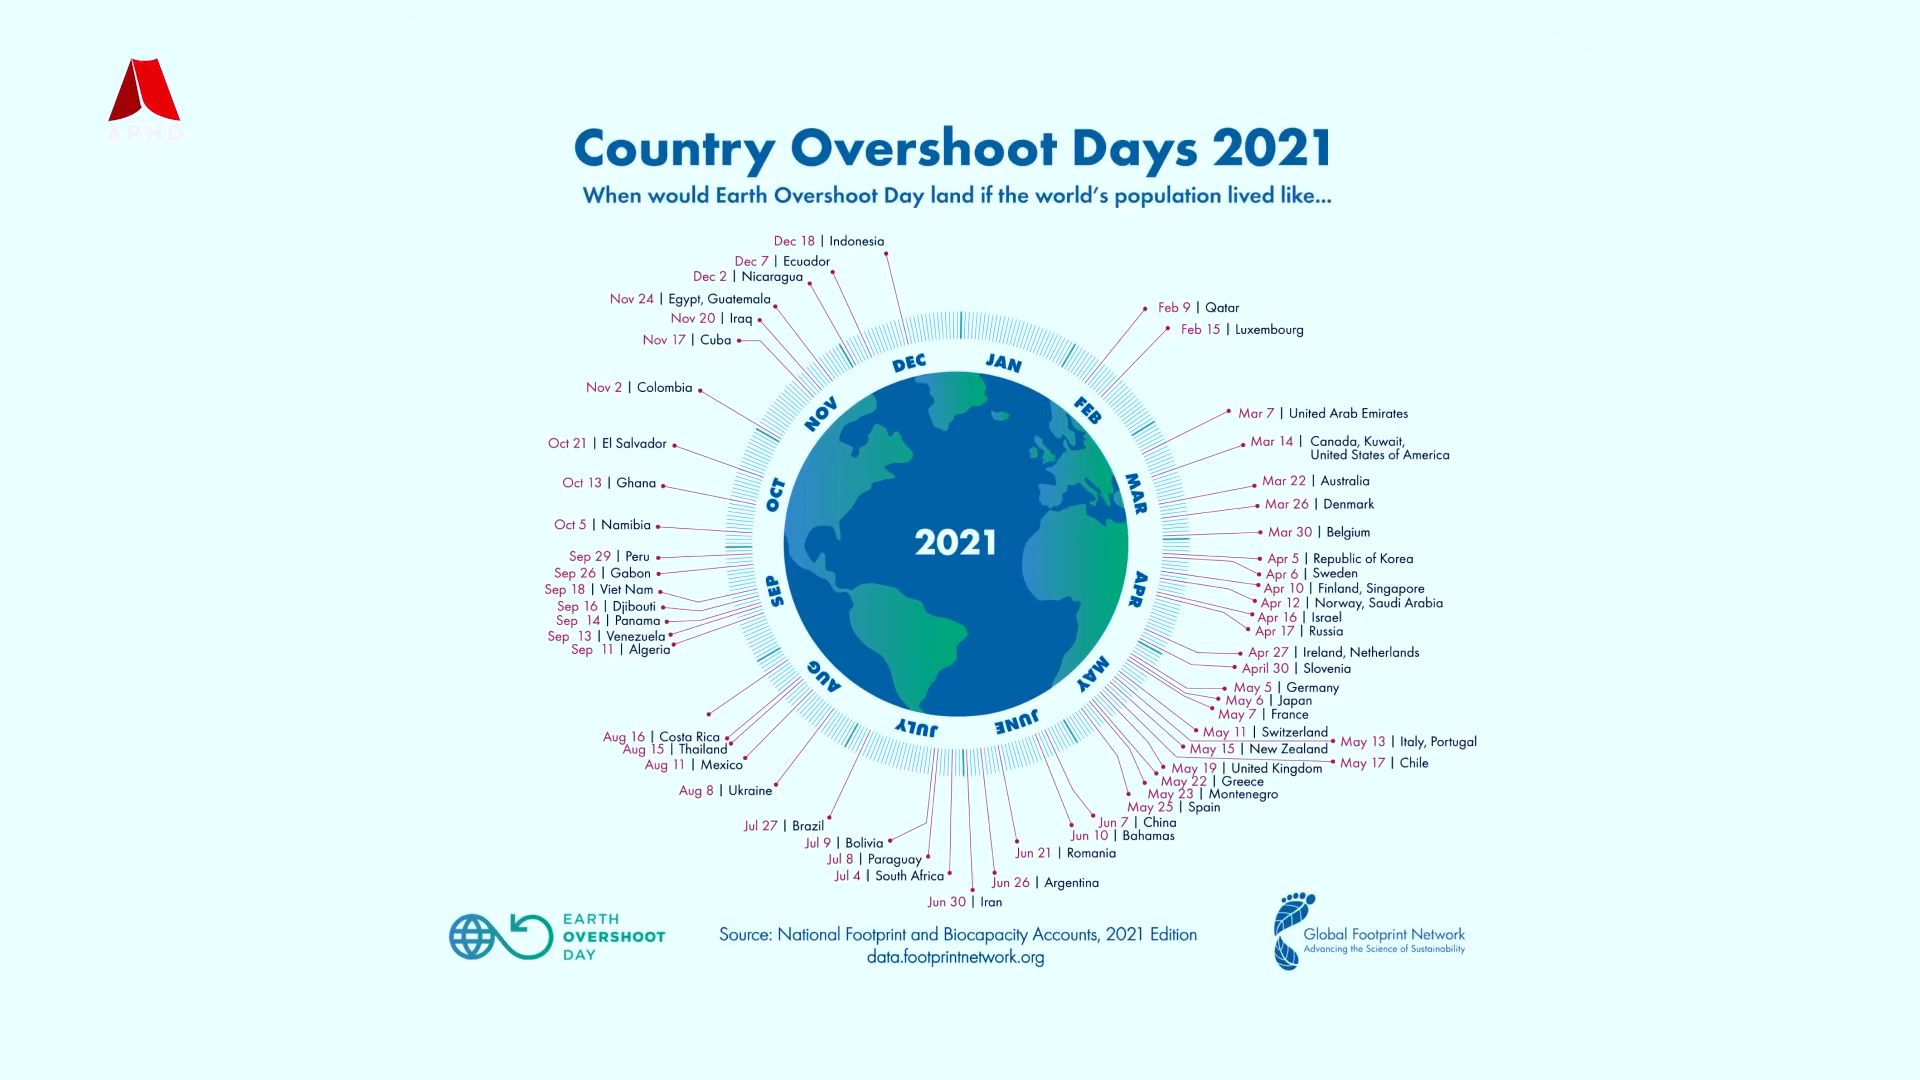 APHD
Country Overshoot Days 2021
When would Earth Overshoot Day land if the world's population lived like...
Dec 18 | Indonesia
Dec 7 | Ecuador
Dec 2 | Nicaragua
Nov 24 | Egypt, Guatemala
Nov 20 | Iraq
Nov 17 | Cuba
Nov 2 | Colombia
Oct 21 | El Salvador
Oct 13 | Ghana
Oct 5 | Namibia
Sep 29 | Peru
Sep 26 | Gabon
Sep 18 | Viet Nam
Sep 16 | Djibouti
Sep 14 | Panama
Sep 13 | Venezuela
Sep 11 | Algeria
Aug 16 | Costa Rica
Aug 15 | Thailand
Aug 11 | Mexico
Aug 8 | Ukraine
Jul 27 | Brazil
Jul 9 | Bolivia
Jul 8 | Paraguay
Jul 4 | South Africa
Jun 30 | Iran
Feb 9 | Qatar
Feb 15 | Luxembourg
Mar 7 | United Arab Emirates
Mar 14 | Canada, Kuwait,
United States of America
Mar 22 | Australia
Mar 26 | Denmark
Mar 30 | Belgium
Apr 5 | Republic of Korea
Apr 6 | Sweden
Apr 10 | Finland, Singapore
Apr 12 | Norway, Saudi Arabia
Apr 16 | Israel
Apr 17 | Russia
Apr 27 | Ireland, Netherlands
April 30 | Slovenia
May 5 | Germany
May 6 | Japan
May 7 | France
May 11 | Switzerland
May 13 | Italy, Portugal
May 15 | New Zealand
May 17 | Chile
May 19 | United Kingdom
May 22 | Greece
May 23 | Montenegro
May 25 | Spain
Jun 7 | China
Jun 10 | Bahamas
Jun 21 | Romania
Jun 26 | Argentina
JAN
FEB
MAR
APR
MAY
JUNE
JULY
AUG
SEP
OCT
NOV
DEC
2021
EARTH
OVERSHOOT
DAY
Source: National Footprint and Biocapacity Accounts, 2021 Edition
data.footprintnetwork.org
Global Footprint Network
Advancing the Science of Sustainability